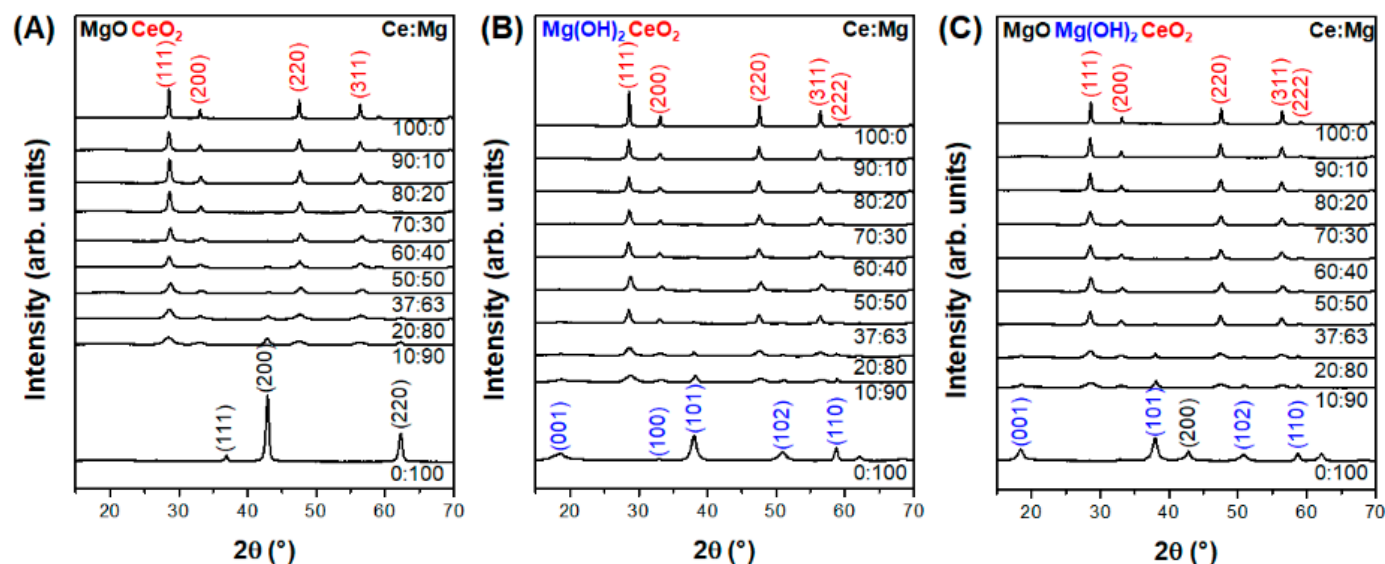 (A) MgO CeO₂ Ce:Mg
(111) (200) (220) (311)
100:0
90:10
80:20
70:30
60:40
50:50
37:63
20:80
10:90
(111) (200) (220)
0:100
20 30 40 50 60 70
2θ (°)
Intensity (arb. units)
(B) Mg(OH)₂ CeO₂ Ce:Mg
(111) (200) (220) (311) (222)
100:0
90:10
80:20
70:30
60:40
50:50
37:63
20:80
10:90
(001) (100) (101) (102) (110)
0:100
20 30 40 50 60 70
2θ (°)
Intensity (arb. units)
(C) MgO Mg(OH)₂ CeO₂ Ce:Mg
(111) (200) (220) (311) (222)
100:0
90:10
80:20
70:30
60:40
50:50
37:63
20:80
10:90
(001) (101) (200) (102) (110)
0:100
20 30 40 50 60 70
2θ (°)
Intensity (arb. units)